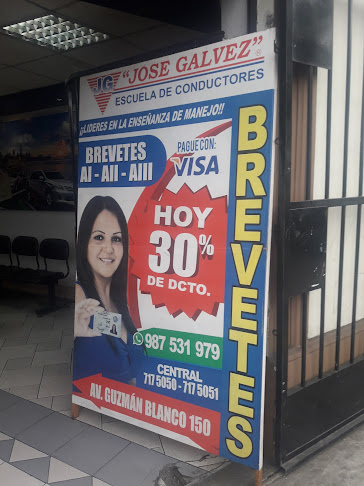 JG "JOSE GALVEZ"
ESCUELA DE CONDUCTORES
¡LIDERES EN LA ENSEÑANZA DE MANEJO!!
BREVETES
AI - AII - AIII
PAGUE CON:
VISA
HOY
30%
DE DCTO.
987 531 979
CENTRAL
717 5050 - 717 5051
AV. GUZMÁN BLANCO 150
BREVETES